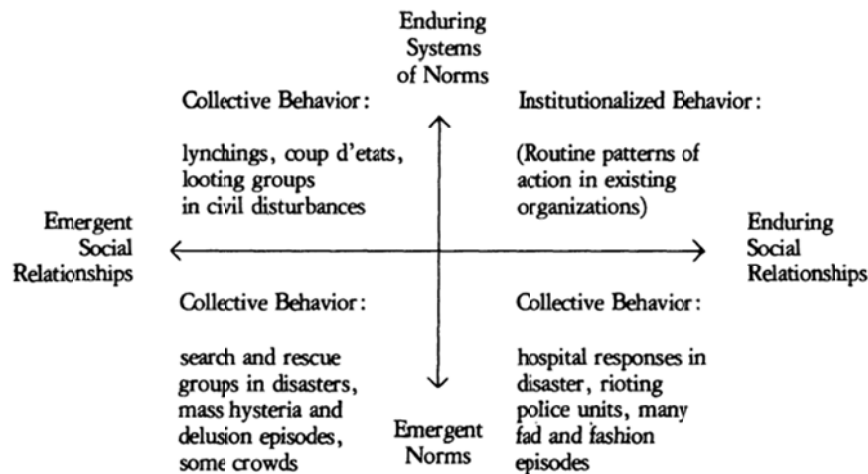 Enduring
Systems
of Norms
Collective Behavior:
lynchings, coup d'etats,
looting groups
in civil disturbances
Institutionalized Behavior:
(Routine patterns of
action in existing
organizations)
Emergent
Social
Relationships
Enduring
Social
Relationships
Collective Behavior:
search and rescue
groups in disasters,
mass hysteria and
delusion episodes,
some crowds
Emergent
Norms
Collective Behavior:
hospital responses in
disaster, rioting
police units, many
fad and fashion
episodes